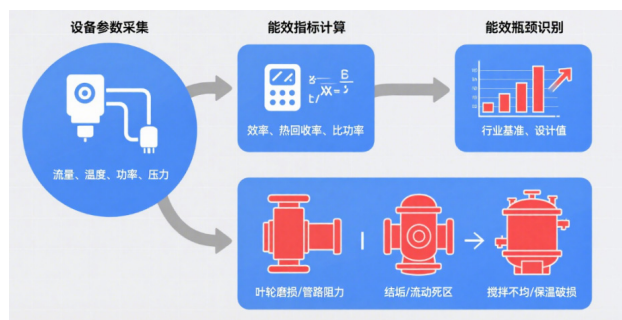 设备参数采集
能效指标计算
能效瓶颈识别
流量、温度、功率、压力
效率、热回收率、比功率
行业基准、设计值
叶轮磨损/管路阻力
结垢/流动死区
搅拌不均/保温破损